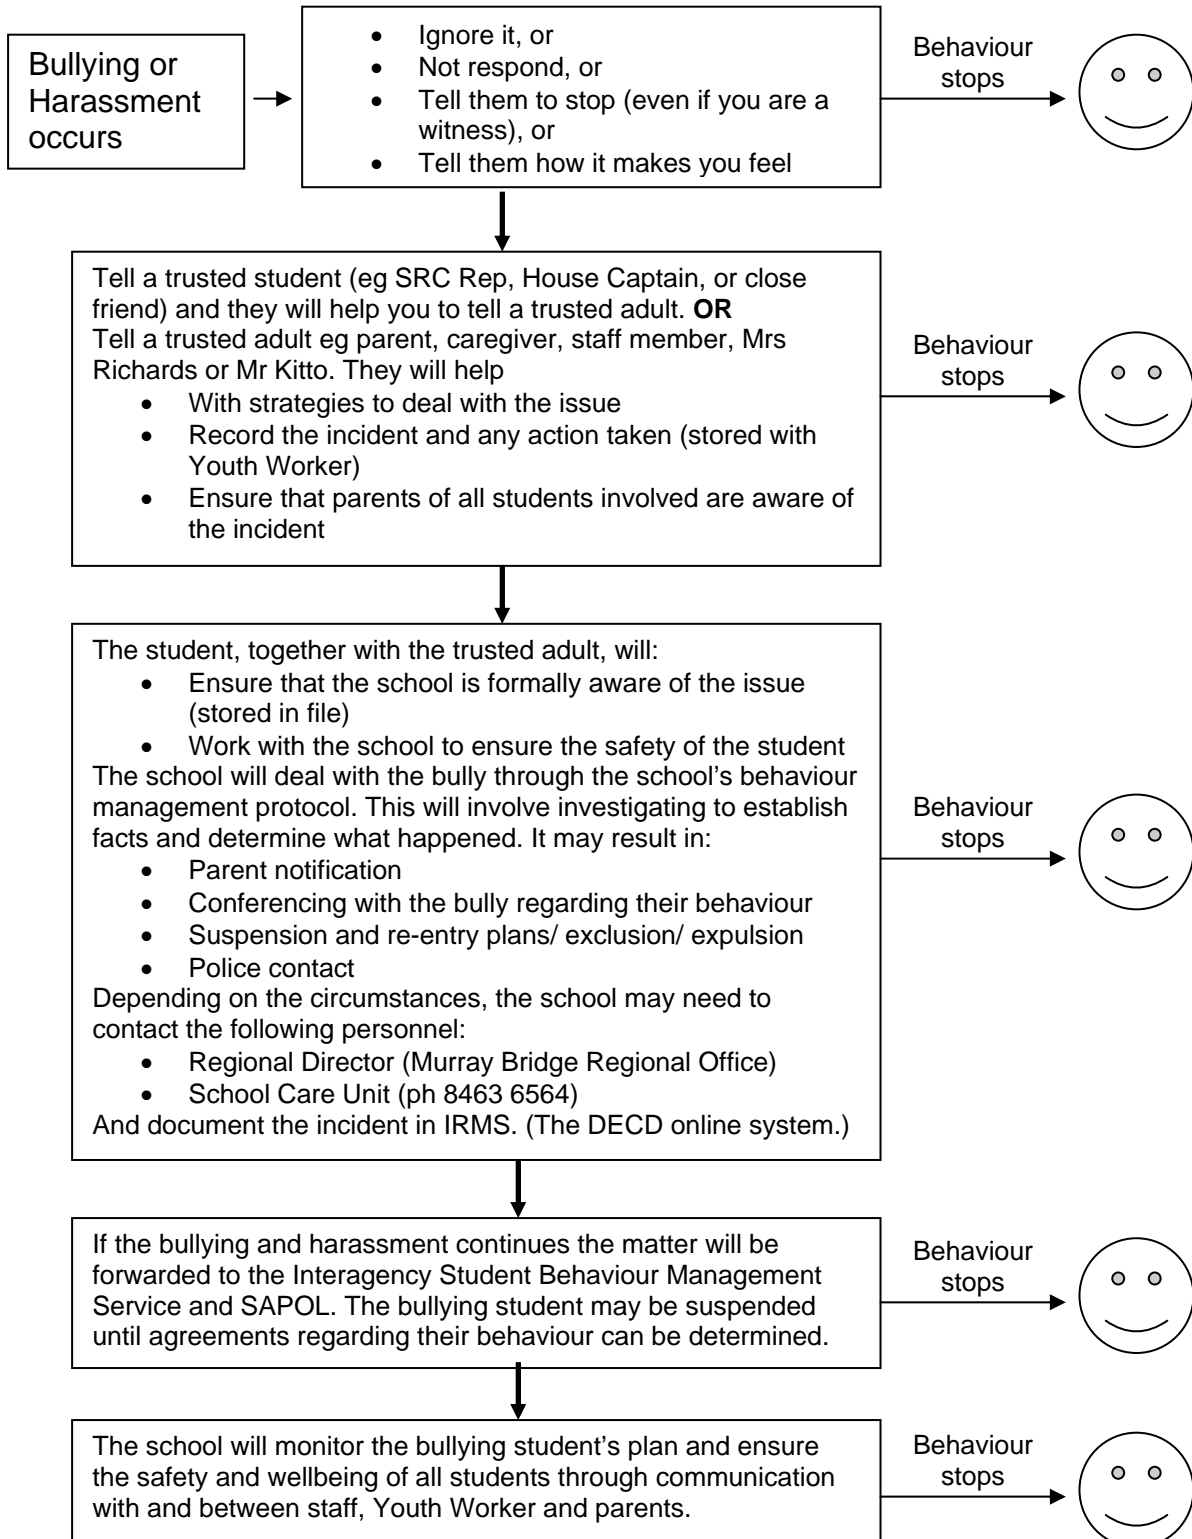 Bullying or
Harassment
occurs
• Ignore it, or
• Not respond, or
• Tell them to stop (even if you are a
witness), or
• Tell them how it makes you feel
Behaviour
stops
Tell a trusted student (eg SRC Rep, House Captain, or close
friend) and they will help you to tell a trusted adult. OR
Tell a trusted adult eg parent, caregiver, staff member, Mrs
Richards or Mr Kitto. They will help
• With strategies to deal with the issue
• Record the incident and any action taken (stored with
Youth Worker)
• Ensure that parents of all students involved are aware of
the incident
Behaviour
stops
The student, together with the trusted adult, will:
• Ensure that the school is formally aware of the issue
(stored in file)
• Work with the school to ensure the safety of the student
The school will deal with the bully through the school’s behaviour
management protocol. This will involve investigating to establish
facts and determine what happened. It may result in:
• Parent notification
• Conferencing with the bully regarding their behaviour
• Suspension and re-entry plans/ exclusion/ expulsion
• Police contact
Depending on the circumstances, the school may need to
contact the following personnel:
• Regional Director (Murray Bridge Regional Office)
• School Care Unit (ph 8463 6564)
And document the incident in IRMS. (The DECD online system.)
Behaviour
stops
If the bullying and harassment continues the matter will be
forwarded to the Interagency Student Behaviour Management
Service and SAPOL. The bullying student may be suspended
until agreements regarding their behaviour can be determined.
Behaviour
stops
The school will monitor the bullying student’s plan and ensure
the safety and wellbeing of all students through communication
with and between staff, Youth Worker and parents.
Behaviour
stops